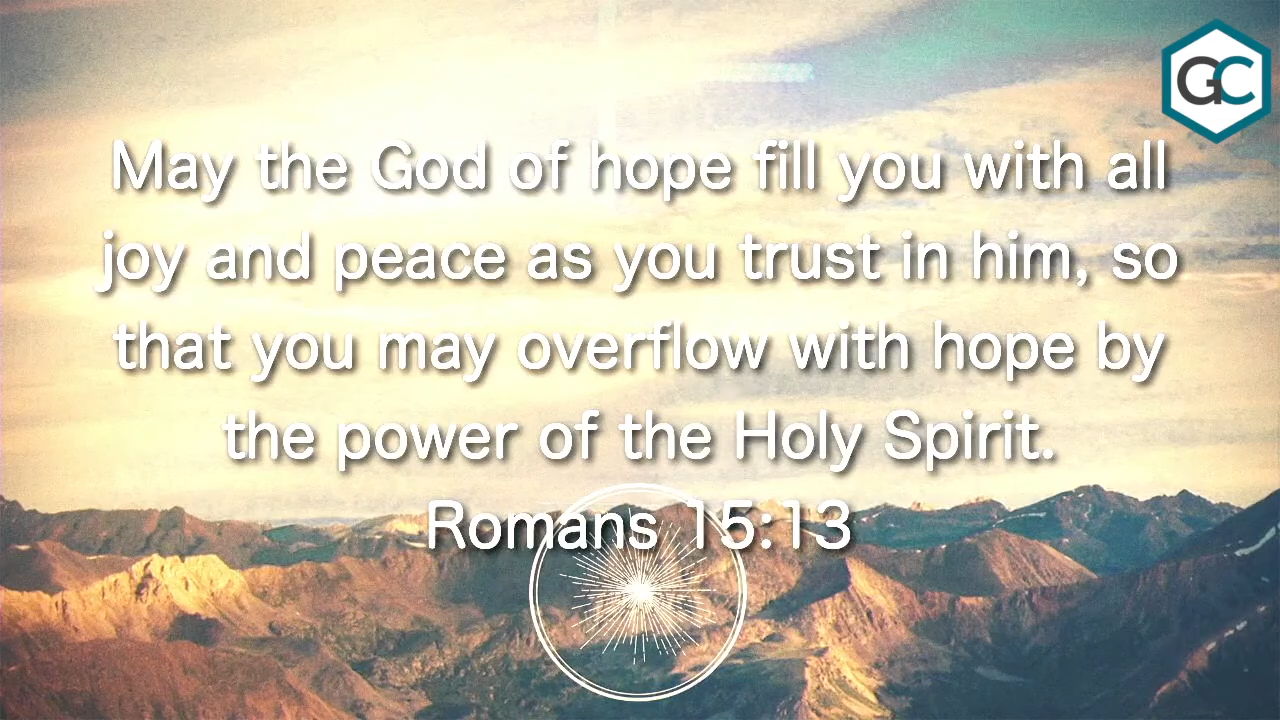 GC
May the God of hope fill you with all
joy and peace as you trust in him, so
that you may overflow with hope by
the power of the Holy Spirit.
Romans 15:13